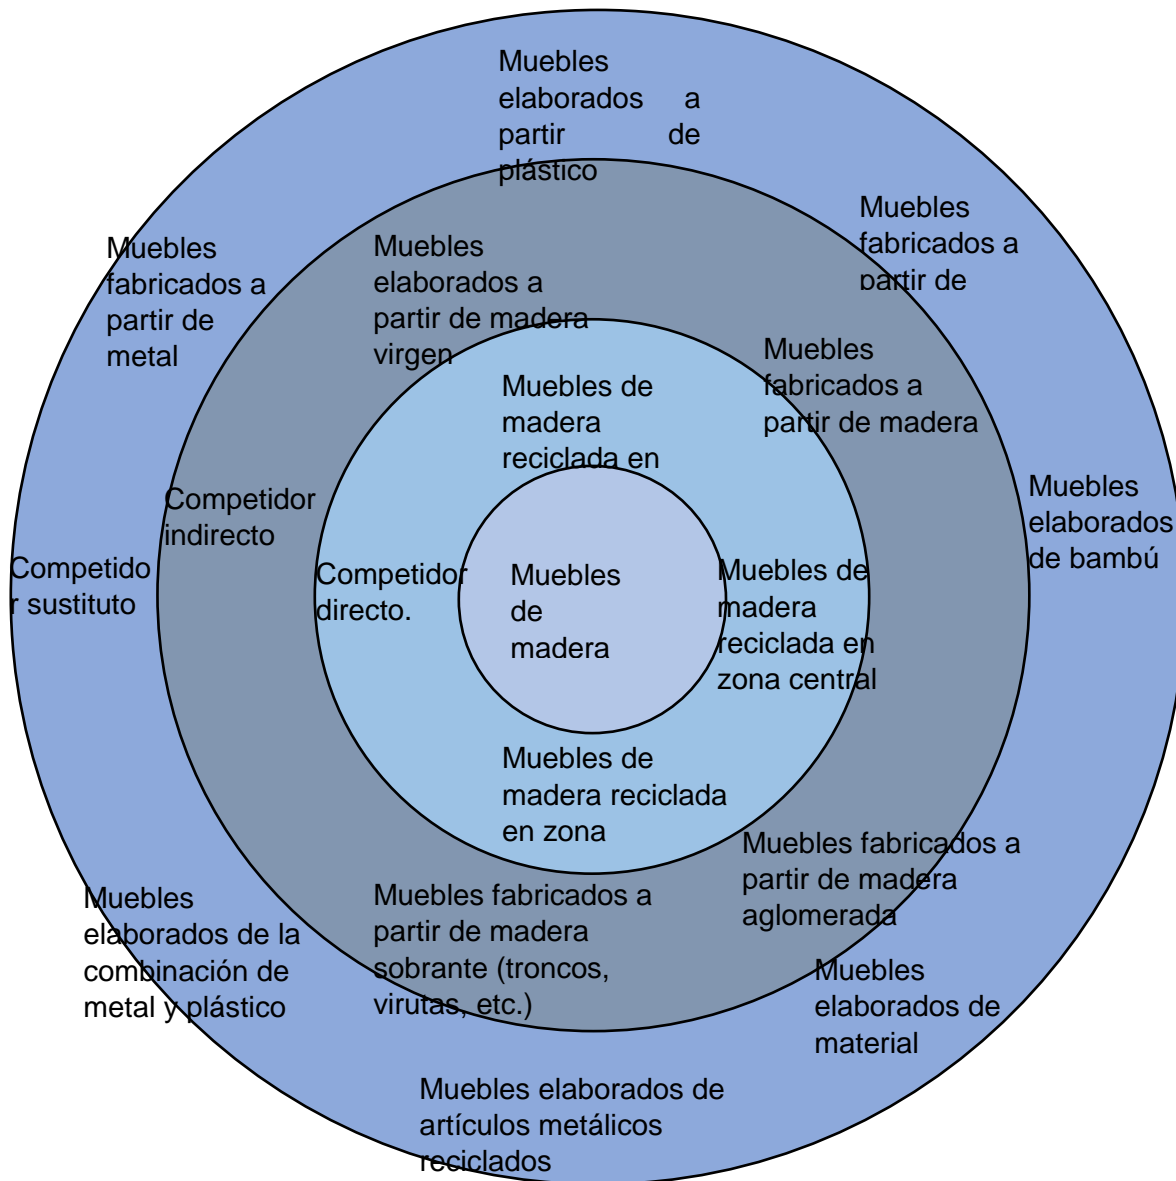 Muebles
elaborados a
partir de
plástico
Muebles
fabricados a
partir de
Muebles
fabricados a
partir de
metal
Muebles
elaborados a
partir de madera
virgen
Muebles
fabricados a
partir de madera
Muebles de
madera
reciclada en
Competidor
indirecto
Muebles
elaborados
de bambú
Competido
r sustituto
Competidor
directo.
Muebles
de
madera
Muebles de
madera
reciclada en
zona central
Muebles de
madera reciclada
en zona
Muebles fabricados a
partir de madera
aglomerada
Muebles
elaborados de la
combinación de
metal y plástico
Muebles fabricados a
partir de madera
sobrante (troncos,
virutas, etc.)
Muebles
elaborados de
material
Muebles elaborados de
artículos metálicos
reciclados